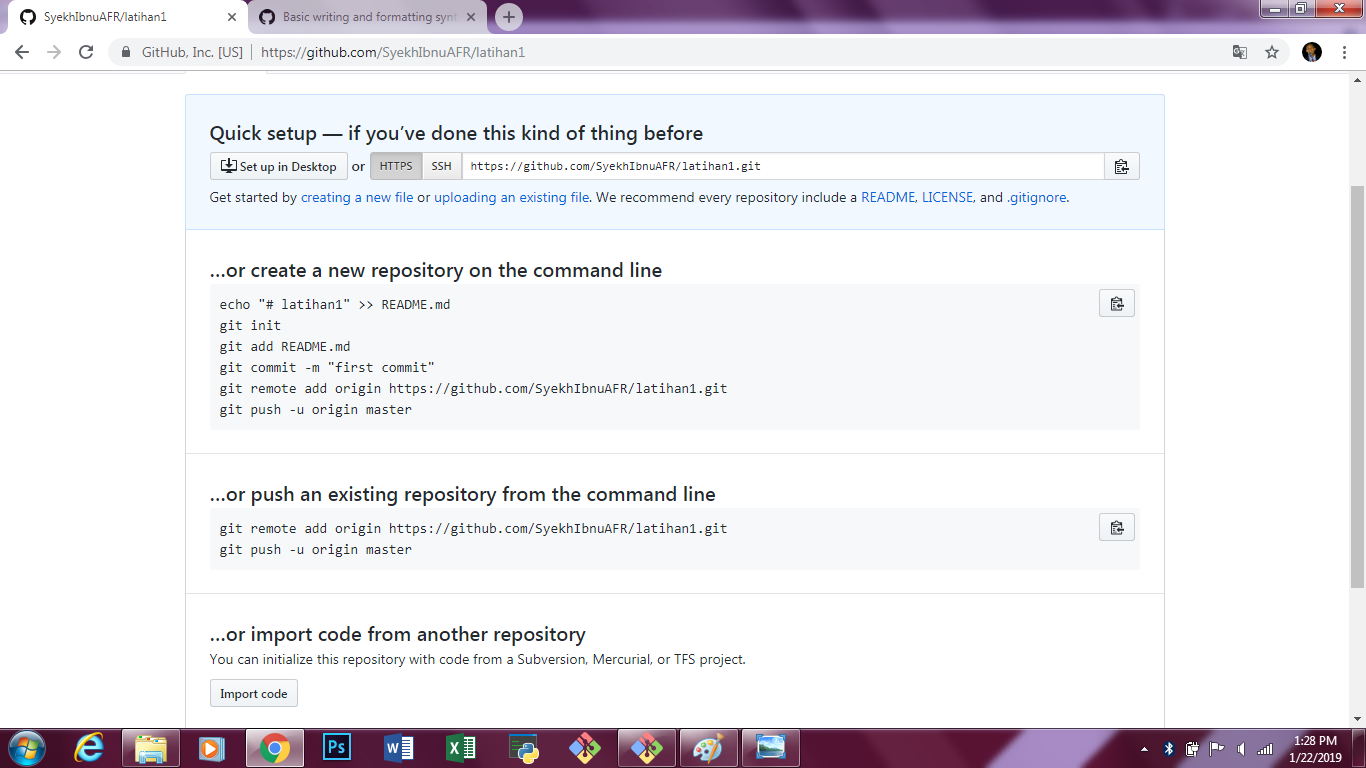 SyekhIbnuAFR/latihan1
Basic writing and formatting synt
GitHub, Inc. [US]
https://github.com/SyekhIbnuAFR/latihan1
Quick setup — if you’ve done this kind of thing before
Set up in Desktop or HTTPS SSH https://github.com/SyekhIbnuAFR/latihan1.git
Get started by creating a new file or uploading an existing file. We recommend every repository include a README, LICENSE, and .gitignore.
…or create a new repository on the command line
echo "# latihan1" >> README.md
git init
git add README.md
git commit -m "first commit"
git remote add origin https://github.com/SyekhIbnuAFR/latihan1.git
git push -u origin master
…or push an existing repository from the command line
git remote add origin https://github.com/SyekhIbnuAFR/latihan1.git
git push -u origin master
…or import code from another repository
You can initialize this repository with code from a Subversion, Mercurial, or TFS project.
Import code
Ps
1:28 PM
1/22/2019